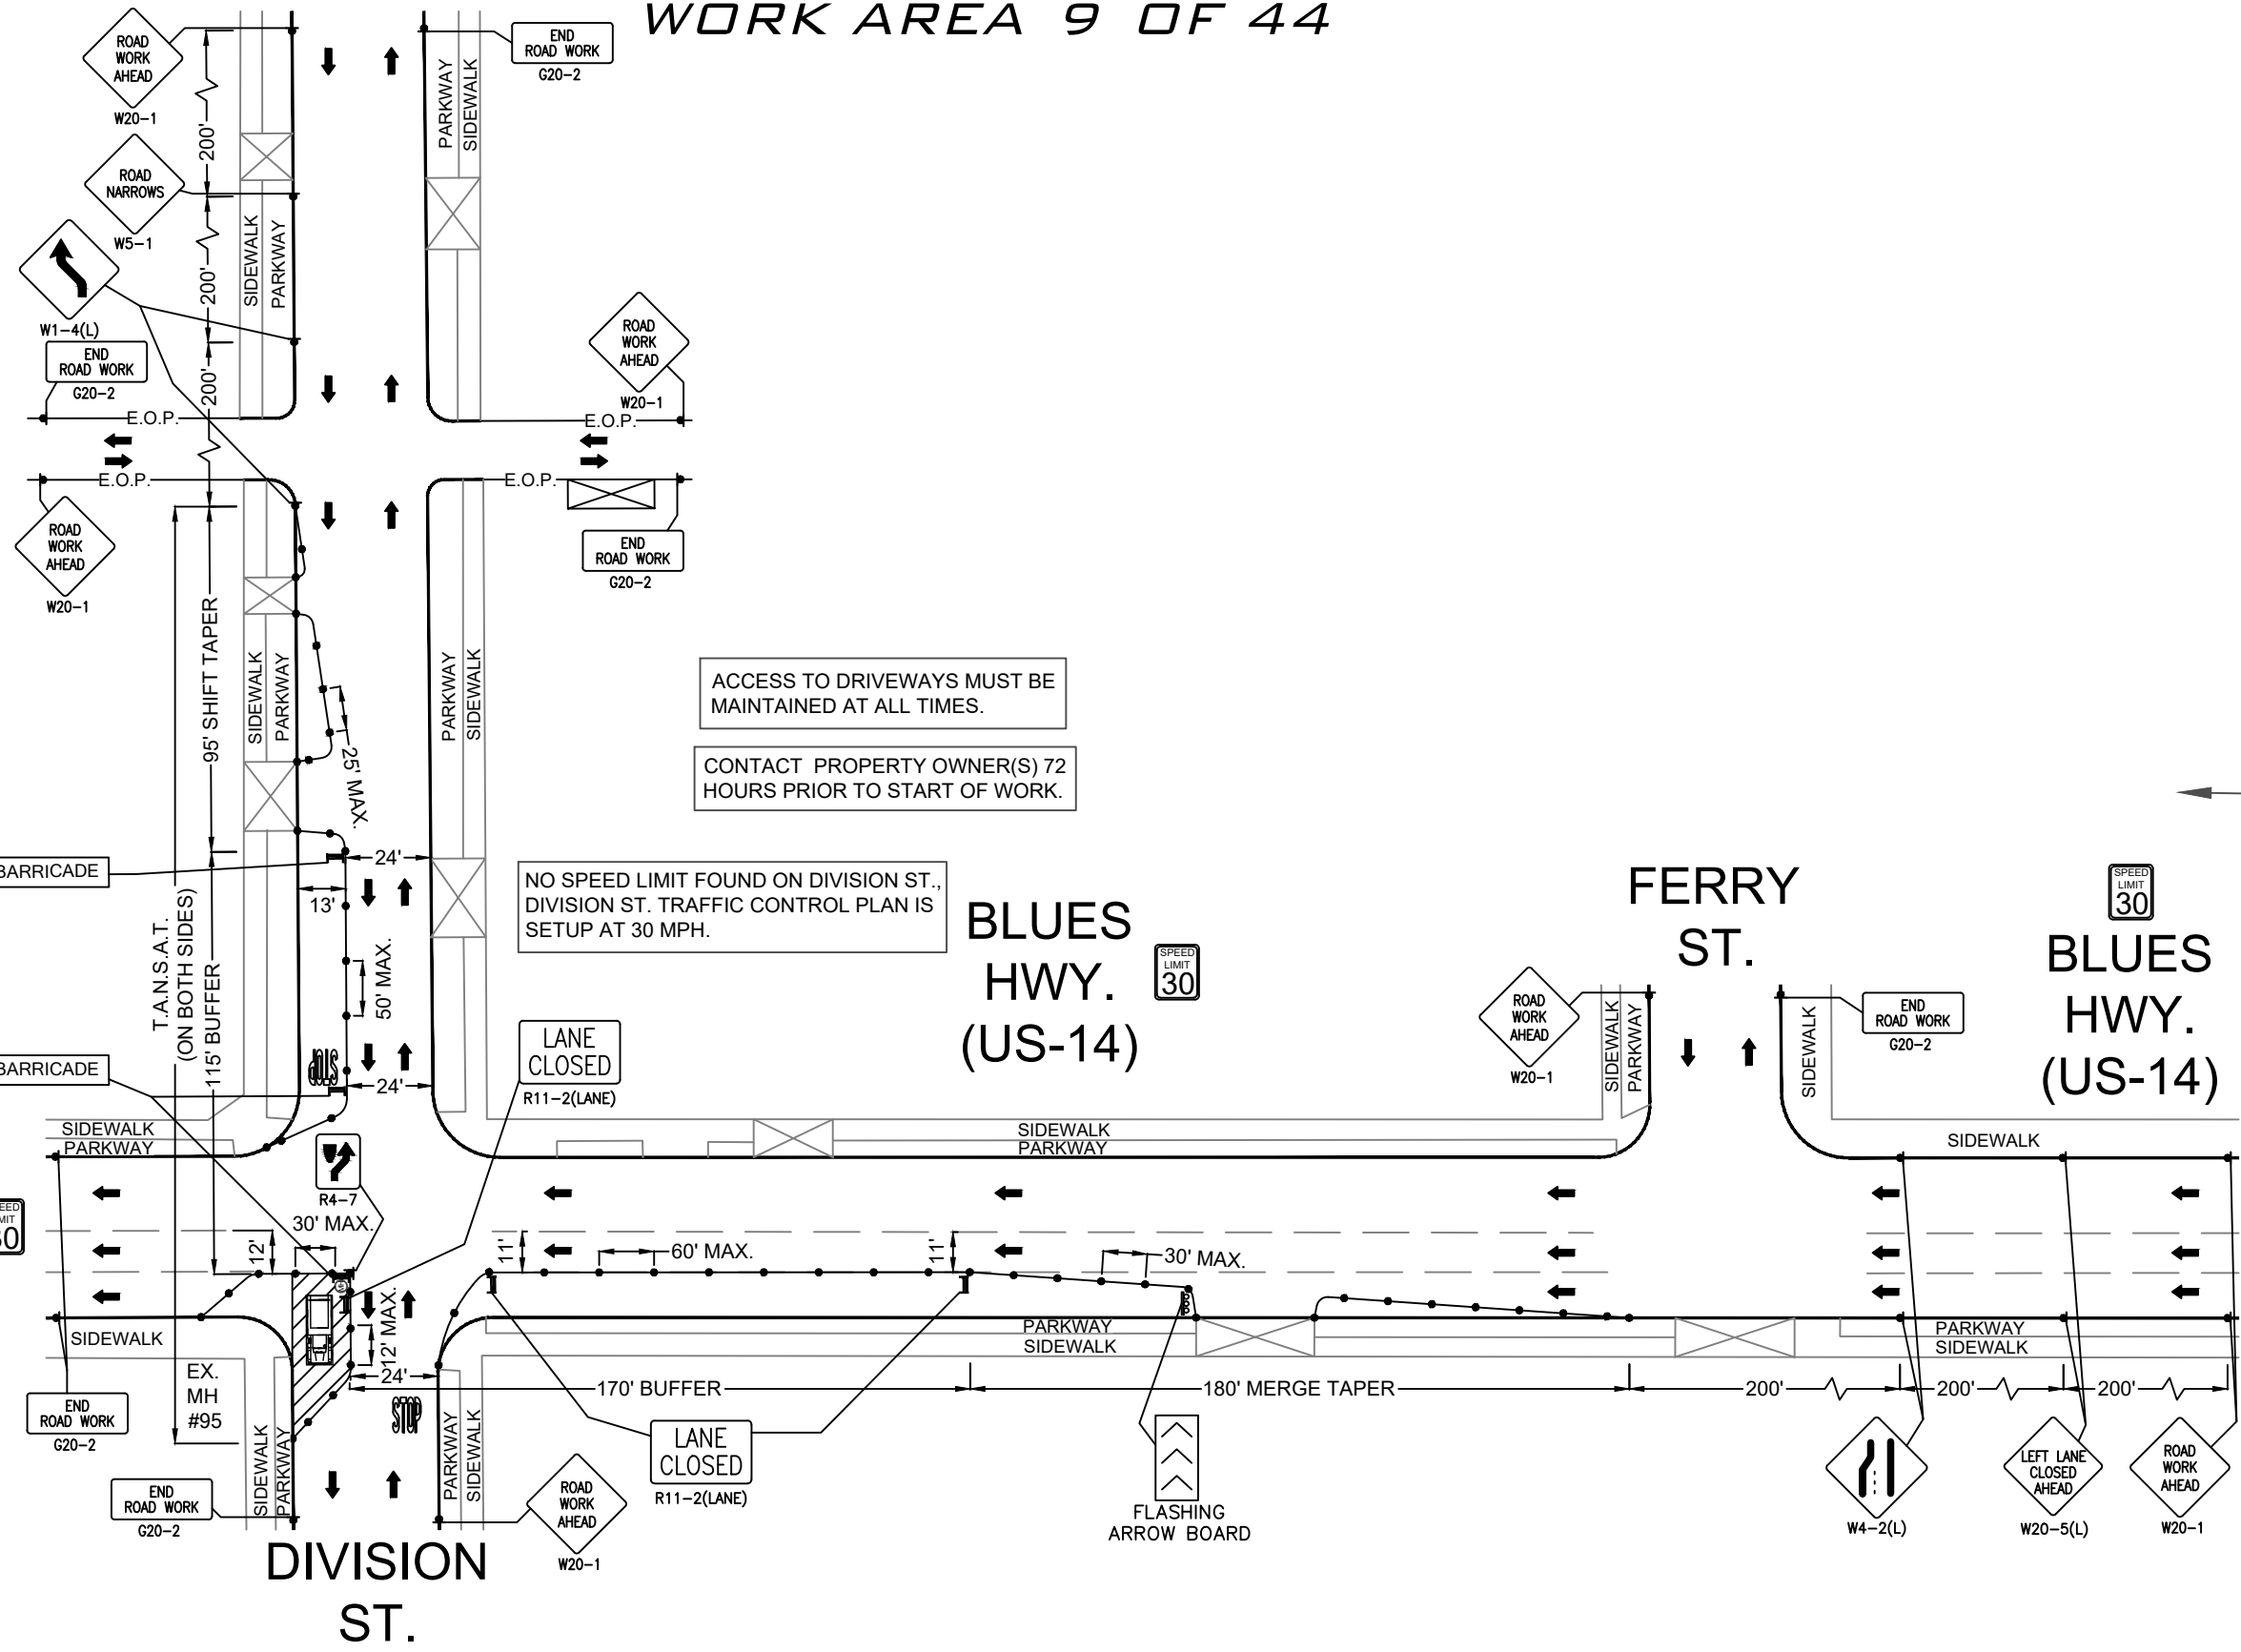 WORK AREA 9 OF 44
ROAD
WORK
AHEAD
W20-1
END
ROAD WORK
G20-2
200'
PARKWAY
SIDEWALK
ROAD
NARROWS
W5-1
200'
SIDEWALK
PARKWAY
W1-4(L)
END
ROAD WORK
G20-2
200'
ROAD
WORK
AHEAD
W20-1
E.O.P.
E.O.P.
E.O.P.
E.O.P.
ROAD
WORK
AHEAD
W20-1
END
ROAD WORK
G20-2
95' SHIFT TAPER
SIDEWALK
PARKWAY
PARKWAY
SIDEWALK
25' MAX.
ACCESS TO DRIVEWAYS MUST BE
MAINTAINED AT ALL TIMES.
CONTACT PROPERTY OWNER(S) 72
HOURS PRIOR TO START OF WORK.
BARRICADE
24'
13'
NO SPEED LIMIT FOUND ON DIVISION ST.,
DIVISION ST. TRAFFIC CONTROL PLAN IS
SETUP AT 30 MPH.
T.A.N.S.A.T.
(ON BOTH SIDES)
115' BUFFER
50' MAX.
BLUES
HWY.
(US-14)
SPEED
LIMIT
30
FERRY
ST.
SPEED
LIMIT
30
BLUES
HWY.
(US-14)
BARRICADE
STOP
24'
LANE
CLOSED
R11-2(LANE)
ROAD
WORK
AHEAD
W20-1
SIDEWALK
PARKWAY
SIDEWALK
END
ROAD WORK
G20-2
SIDEWALK
PARKWAY
R4-7
SIDEWALK
PARKWAY
SIDEWALK
30
30' MAX.
12'
11'
60' MAX.
11'
30' MAX.
12' MAX.
SIDEWALK
PARKWAY
SIDEWALK
PARKWAY
SIDEWALK
EX.
MH
#95
24'
170' BUFFER
180' MERGE TAPER
200'
200'
200'
END
ROAD WORK
G20-2
STOP
SIDEWALK
PARKWAY
PARKWAY
SIDEWALK
LANE
CLOSED
R11-2(LANE)
FLASHING
ARROW BOARD
W4-2(L)
LEFT LANE
CLOSED
AHEAD
W20-5(L)
ROAD
WORK
AHEAD
W20-1
END
ROAD WORK
G20-2
ROAD
WORK
AHEAD
W20-1
DIVISION
ST.